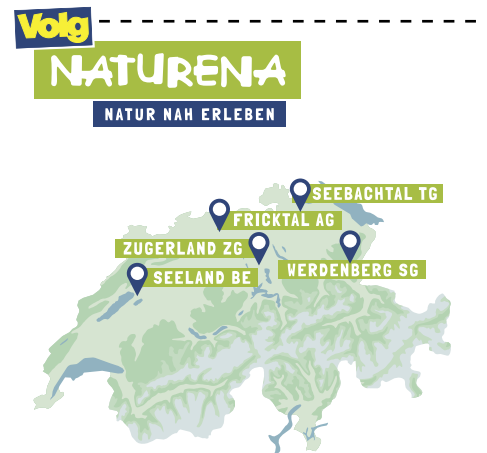 Volg
NATURENA
NATUR NAH ERLEBEN
SEEBACHTAL TG
FRICKTAL AG
ZUGERLAND ZG
WERDENBERG SG
SEELAND BE